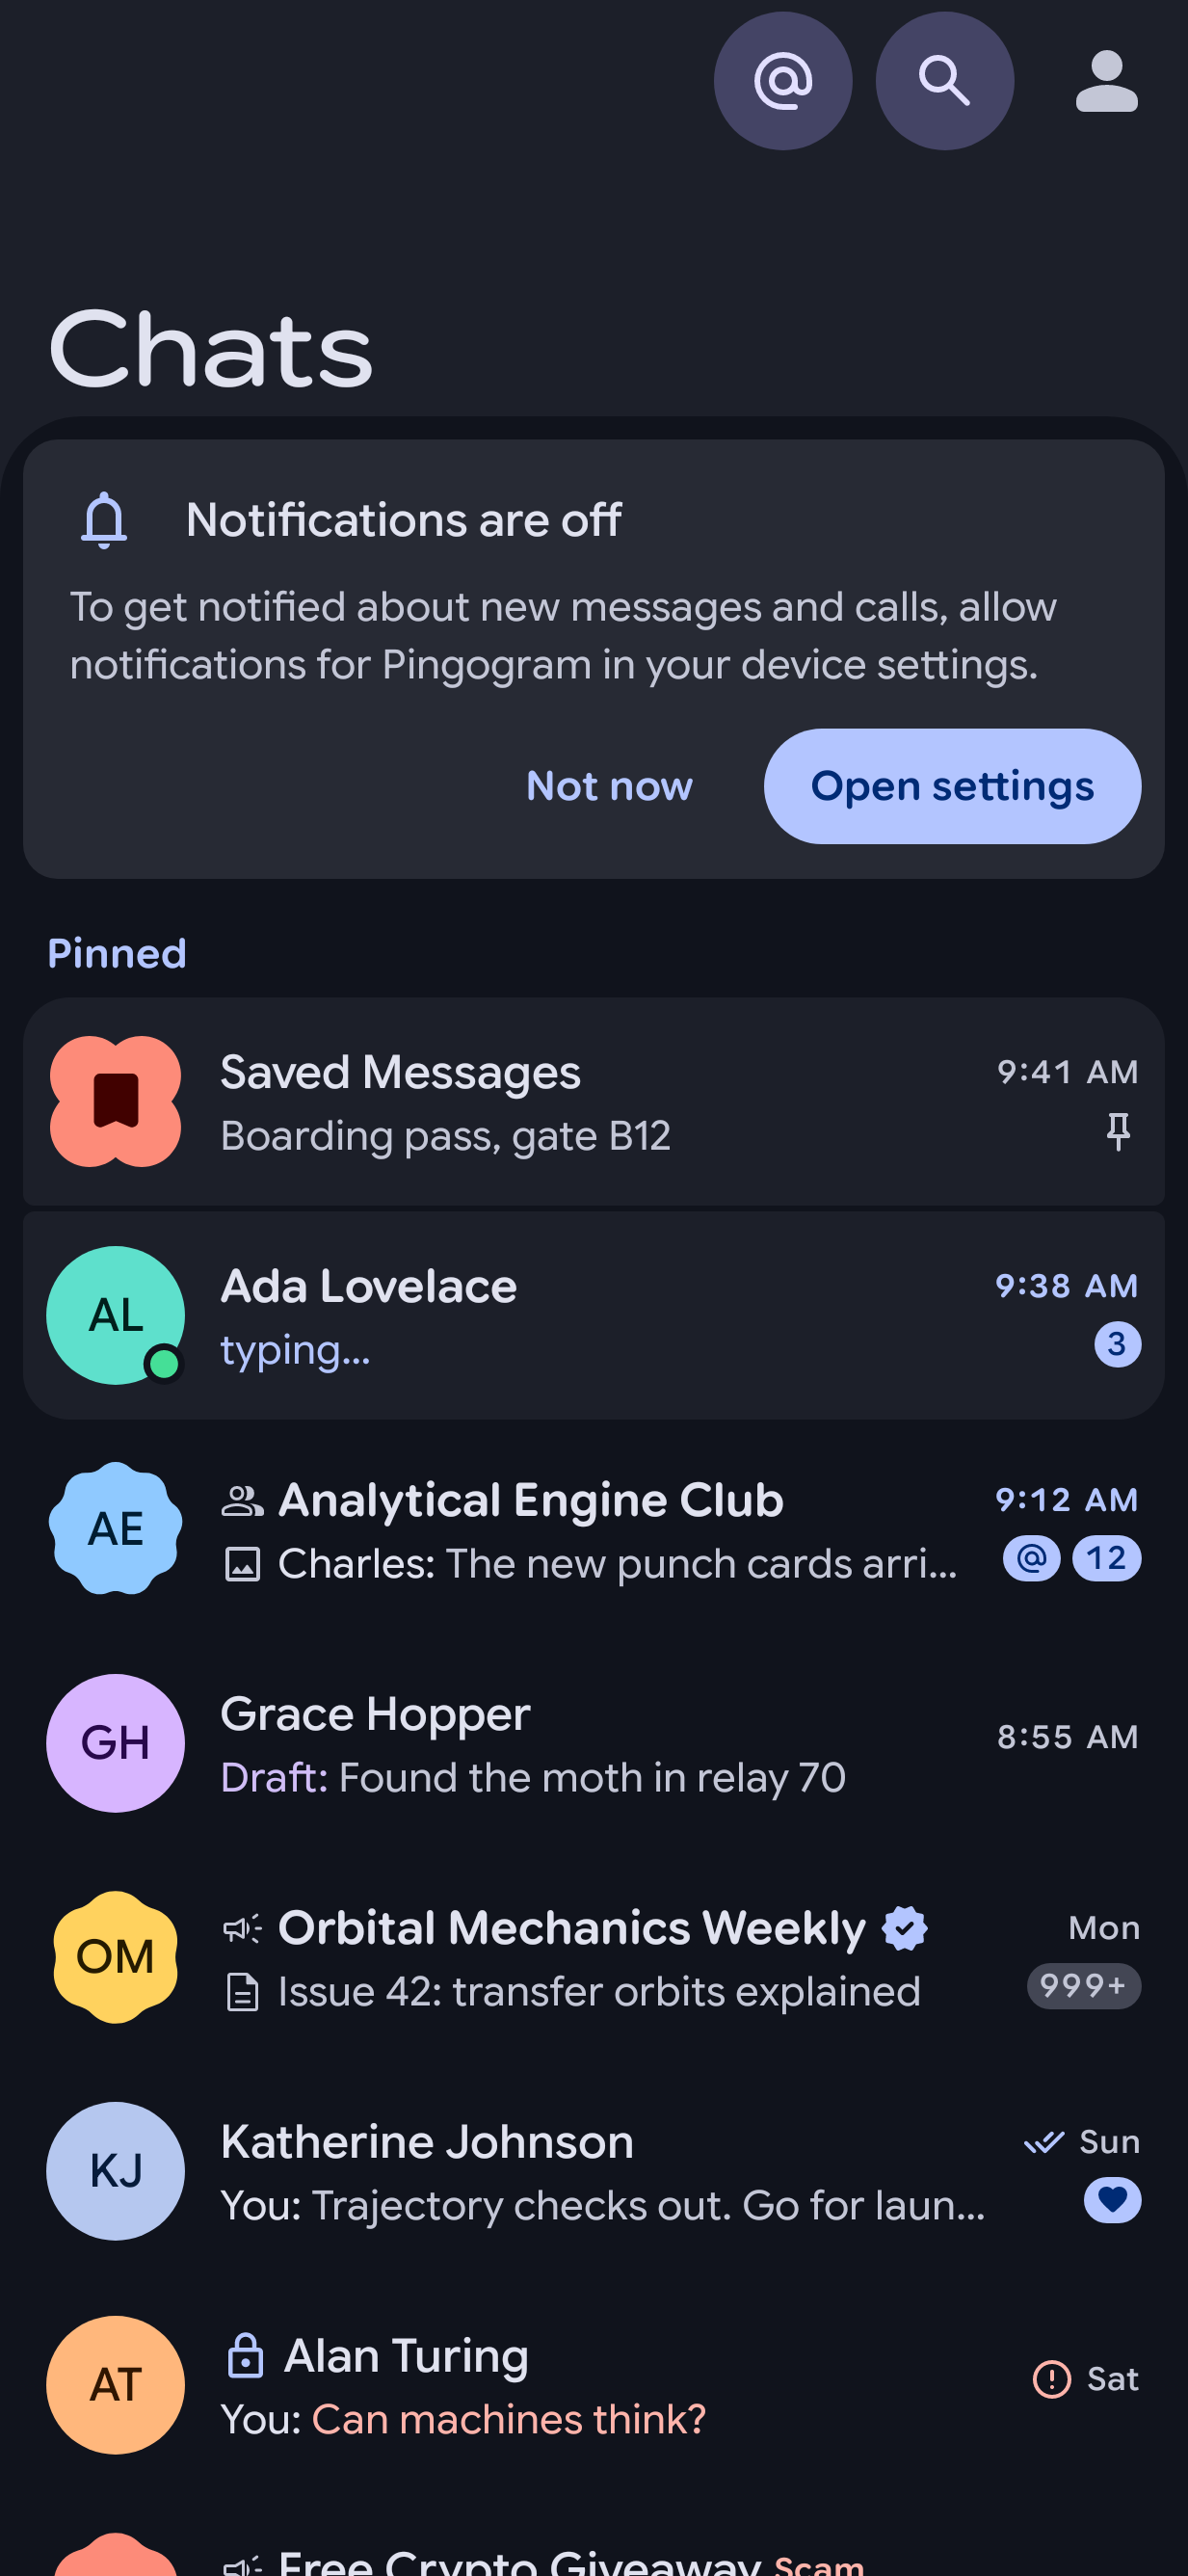 Chats
Notifications are off
To get notified about new messages and calls, allow
notifications for Pingogram in your device settings.
Not now
Open settings
Pinned
Saved Messages
9:41 AM
Boarding pass, gate B12
AL
Ada Lovelace
9:38 AM
typing...
3
AE
Analytical Engine Club
9:12 AM
Charles: The new punch cards arri...
@ 12
GH
Grace Hopper
8:55 AM
Draft: Found the moth in relay 70
OM
Orbital Mechanics Weekly
Mon
Issue 42: transfer orbits explained
999+
KJ
Katherine Johnson
Sun
You: Trajectory checks out. Go for laun...
AT
Alan Turing
Sat
You: Can machines think?
Free Crypto Giveaway Scam